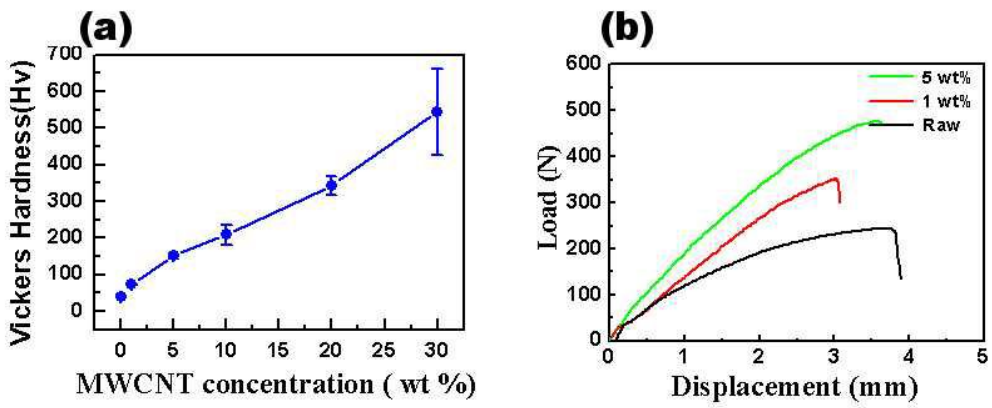 (a)
700
600
500
400
300
200
100
0
Vickers Hardness(Hv)
0 5 10 15 20 25 30
MWCNT concentration ( wt %)
(b)
600
500
400
300
200
100
0
Load (N)
5 wt%
1 wt%
Raw
0 1 2 3 4 5
Displacement (mm)